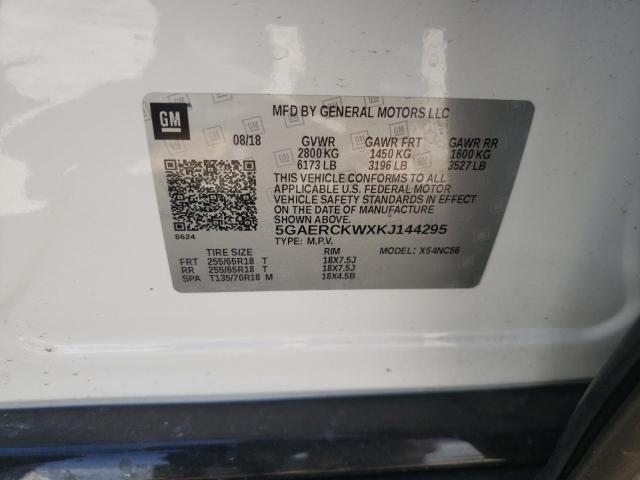 GM
MFD BY GENERAL MOTORS LLC
08/18 GVWR GAWR FRT GAWR RR
2800 KG 1450 KG 1600 KG
6173 LB 3196 LB 3527 LB
THIS VEHICLE CONFORMS TO ALL
APPLICABLE U.S. FEDERAL MOTOR
VEHICLE SAFETY STANDARDS IN EFFECT
ON THE DATE OF MANUFACTURE
SHOWN ABOVE.
5GAERCKWXKJ144295
8624 TYPE: M.P.V. MODEL: X54NC56
RIM
FRT 255/65R18 T 18X7.5J
RR 255/65R18 T 18X7.5J
SPA T135/70R18 M 18X4.5B